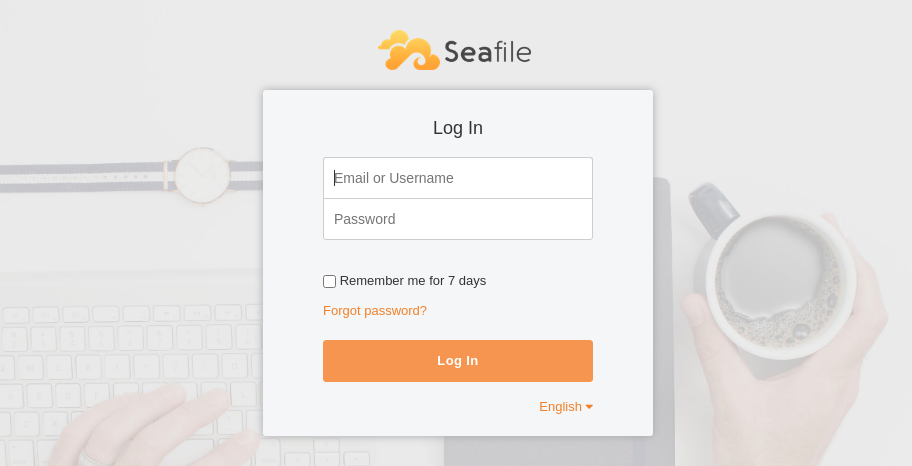 Seafile
Log In
Email or Username
Password
Remember me for 7 days
Forgot password?
Log In
English